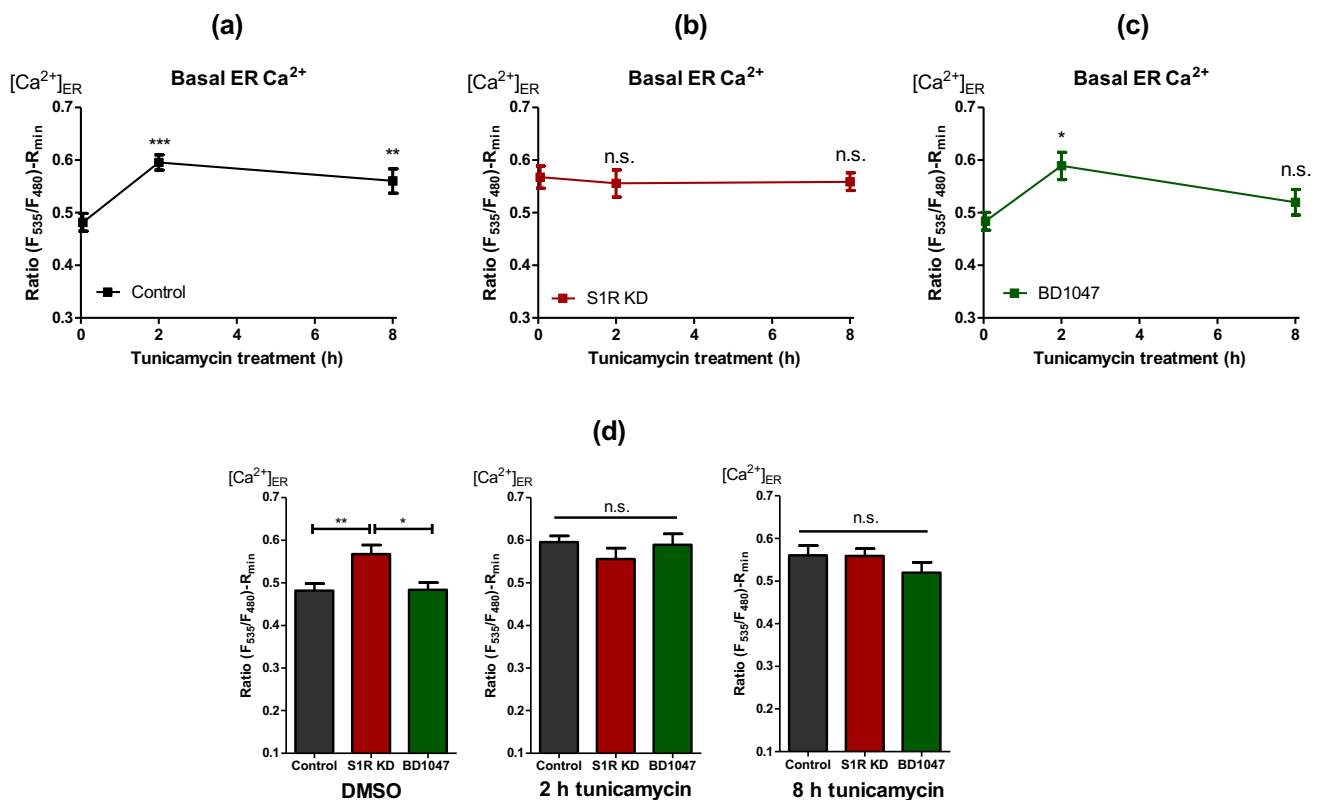 (a)
[Ca²⁺]ER
Basal ER Ca²⁺
Ratio (F535/F480)-Rmin
0.7
0.6
0.5
0.4
0.3
***
**
Control
0 2 4 6 8
Tunicamycin treatment (h)
(b)
Basal ER Ca²⁺
[Ca²⁺]ER
Ratio (F535/F480)-Rmin
0.7
0.6
0.5
0.4
0.3
n.s.
n.s.
S1R KD
0 2 4 6 8
Tunicamycin treatment (h)
(c)
[Ca²⁺]ER
Basal ER Ca²⁺
Ratio (F535/F480)-Rmin
0.7
0.6
0.5
0.4
0.3
*
n.s.
BD1047
0 2 4 6 8
Tunicamycin treatment (h)
(d)
[Ca²⁺]ER
Ratio (F535/F480)-Rmin
0.7
0.6
0.5
0.4
0.3
0.2
0.1
**
*
Control S1R KD BD1047
DMSO
[Ca²⁺]ER
Ratio (F535/F480)-Rmin
0.7
0.6
0.5
0.4
0.3
0.2
0.1
n.s.
Control S1R KD BD1047
2 h tunicamycin
[Ca²⁺]ER
Ratio (F535/F480)-Rmin
0.7
0.6
0.5
0.4
0.3
0.2
0.1
n.s.
Control S1R KD BD1047
8 h tunicamycin